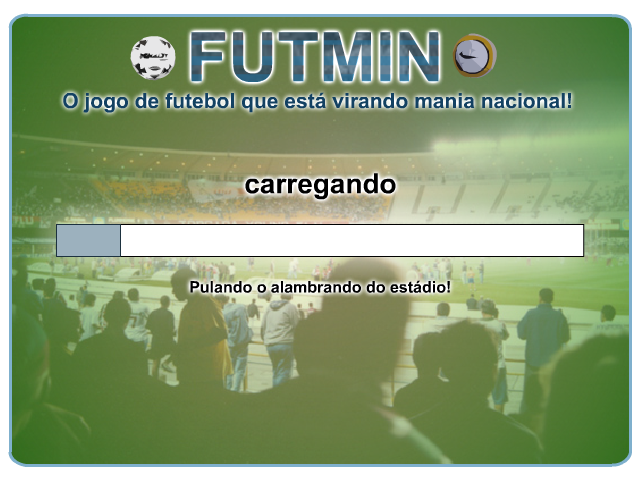 FUTMIN
O jogo de futebol que está virando mania nacional!
carregando
Pulando o alambrando do estádio!